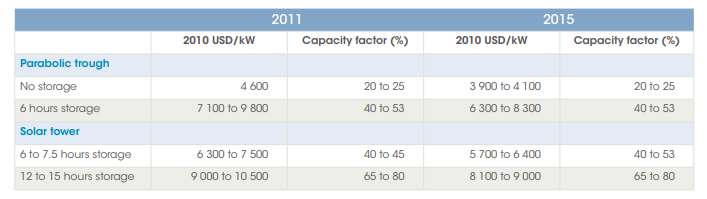 2011 2015
2010 USD/kW Capacity factor (%) 2010 USD/kW Capacity factor (%)
Parabolic trough
No storage 4 600 20 to 25 3 900 to 4 100 20 to 25
6 hours storage 7 100 to 9 800 40 to 53 6 300 to 8 300 40 to 53
Solar tower
6 to 7.5 hours storage 6 300 to 7 500 40 to 45 5 700 to 6 400 40 to 53
12 to 15 hours storage 9 000 to 10 500 65 to 80 8 100 to 9 000 65 to 80